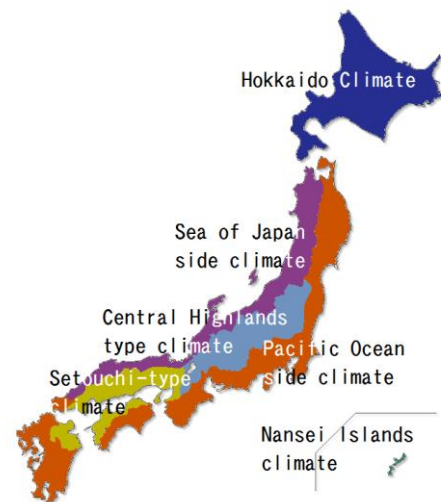 Hokkaido Climate
Sea of Japan
side climate
Central Highlands
type climate
Pacific Ocean
side climate
Setouchi-type
climate
Nansei Islands
climate